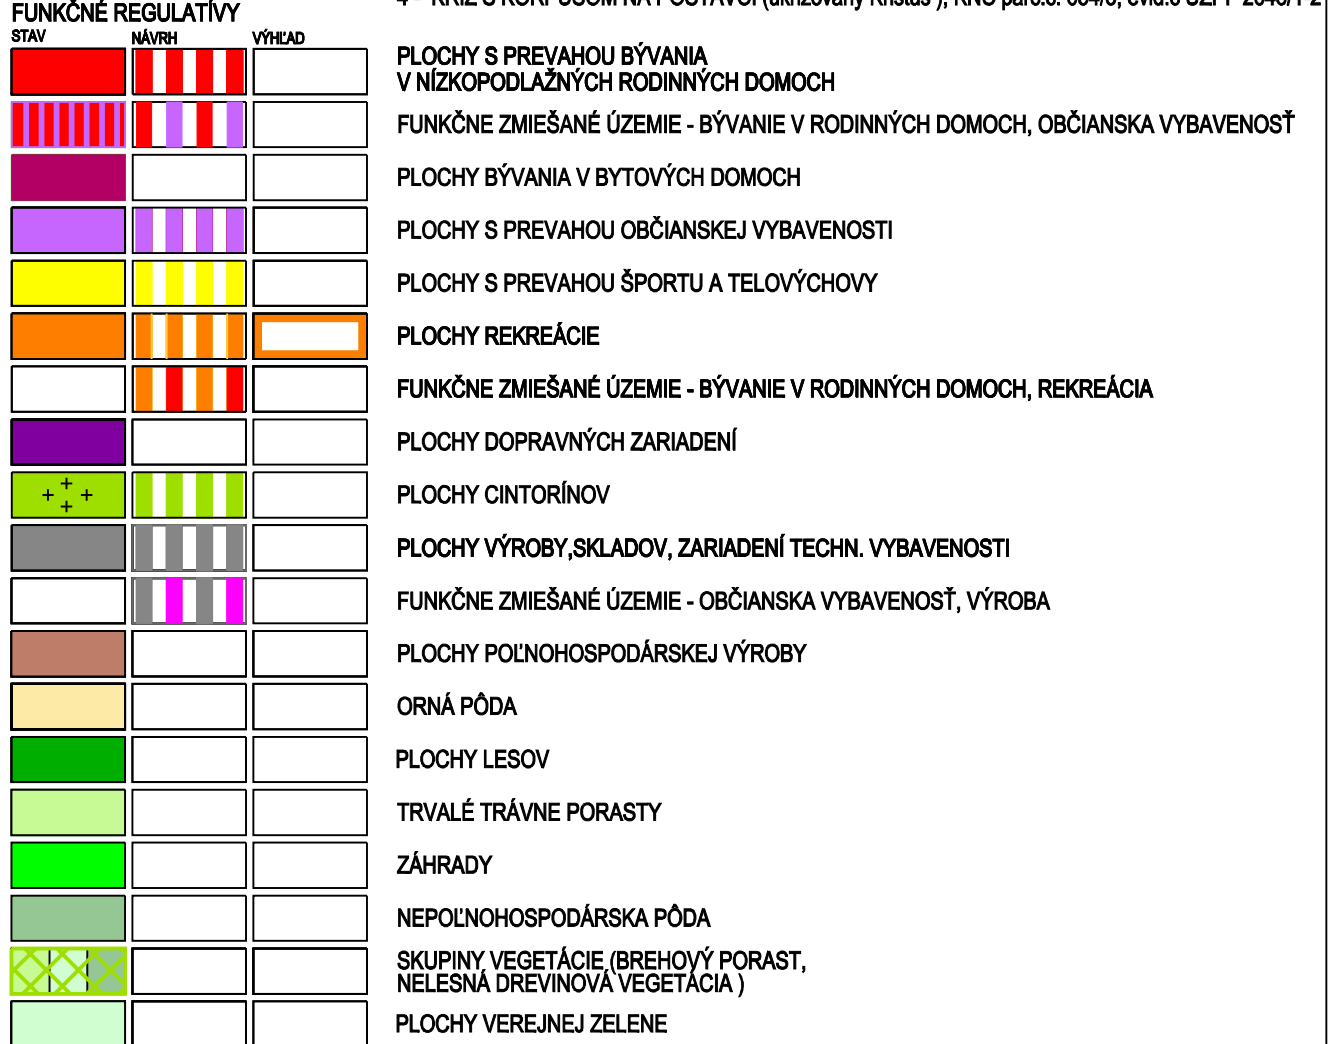 FUNKČNÉ REGULATÍVY
STAV NÁVRH VÝHĽAD
PLOCHY S PREVAHOU BÝVANIA
V NÍZKOPODLAŽNÝCH RODINNÝCH DOMOCH
FUNKČNE ZMIEŠANÉ ÚZEMIE - BÝVANIE V RODINNÝCH DOMOCH, OBČIANSKA VYBAVENOSŤ
PLOCHY BÝVANIA V BYTOVÝCH DOMOCH
PLOCHY S PREVAHOU OBČIANSKEJ VYBAVENOSTI
PLOCHY S PREVAHOU ŠPORTU A TELOVÝCHOVY
PLOCHY REKREÁCIE
FUNKČNE ZMIEŠANÉ ÚZEMIE - BÝVANIE V RODINNÝCH DOMOCH, REKREÁCIA
PLOCHY DOPRAVNÝCH ZARIADENÍ
PLOCHY CINTORÍNOV
PLOCHY VÝROBY,SKLADOV, ZARIADENÍ TECHN. VYBAVENOSTI
FUNKČNE ZMIEŠANÉ ÚZEMIE - OBČIANSKA VYBAVENOSŤ, VÝROBA
PLOCHY POĽNOHOSPODÁRSKEJ VÝROBY
ORNÁ PÔDA
PLOCHY LESOV
TRVALÉ TRÁVNE PORASTY
ZÁHRADY
NEPOĽNOHOSPODÁRSKA PÔDA
SKUPINY VEGETÁCIE (BREHOVÝ PORAST,
NELESNÁ DREVINOVÁ VEGETÁCIA )
PLOCHY VEREJNEJ ZELENE